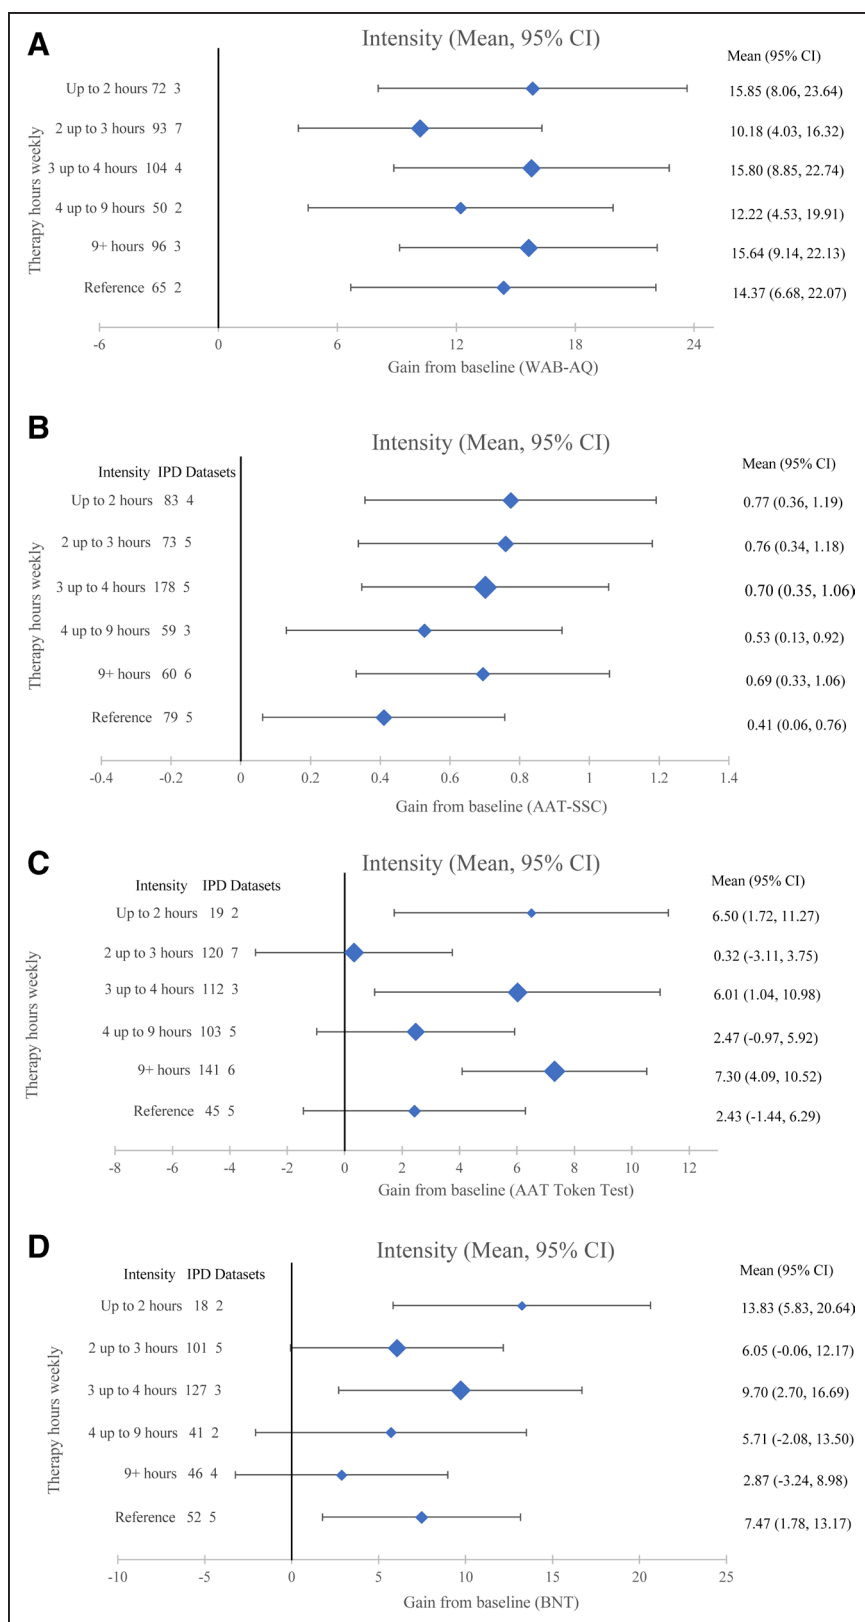 A
Intensity (Mean, 95% CI)
Mean (95% CI)
Therapy hours weekly
Up to 2 hours 72 3 15.85 (8.06, 23.64)
2 up to 3 hours 93 7 10.18 (4.03, 16.32)
3 up to 4 hours 104 4 15.80 (8.85, 22.74)
4 up to 9 hours 50 2 12.22 (4.53, 19.91)
9+ hours 96 3 15.64 (9.14, 22.13)
Reference 65 2 14.37 (6.68, 22.07)
-6 0 6 12 18 24
Gain from baseline (WAB-AQ)
B
Intensity (Mean, 95% CI)
Intensity IPD Datasets Mean (95% CI)
Therapy hours weekly
Up to 2 hours 83 4 0.77 (0.36, 1.19)
2 up to 3 hours 73 5 0.76 (0.34, 1.18)
3 up to 4 hours 178 5 0.70 (0.35, 1.06)
4 up to 9 hours 59 3 0.53 (0.13, 0.92)
9+ hours 60 6 0.69 (0.33, 1.06)
Reference 79 5 0.41 (0.06, 0.76)
-0.4 -0.2 0 0.2 0.4 0.6 0.8 1 1.2 1.4
Gain from baseline (AAT-SSC)
C
Intensity (Mean, 95% CI)
Intensity IPD Datasets Mean (95% CI)
Therapy hours weekly
Up to 2 hours 19 2 6.50 (1.72, 11.27)
2 up to 3 hours 120 7 0.32 (-3.11, 3.75)
3 up to 4 hours 112 3 6.01 (1.04, 10.98)
4 up to 9 hours 103 5 2.47 (-0.97, 5.92)
9+ hours 141 6 7.30 (4.09, 10.52)
Reference 45 5 2.43 (-1.44, 6.29)
-8 -6 -4 -2 0 2 4 6 8 10 12
Gain from baseline (AAT Token Test)
D
Intensity (Mean, 95% CI)
Intensity IPD Datasets Mean (95% CI)
Therapy hours weekly
Up to 2 hours 18 2 13.83 (5.83, 20.64)
2 up to 3 hours 101 5 6.05 (-0.06, 12.17)
3 up to 4 hours 127 3 9.70 (2.70, 16.69)
4 up to 9 hours 41 2 5.71 (-2.08, 13.50)
9+ hours 46 4 2.87 (-3.24, 8.98)
Reference 52 5 7.47 (1.78, 13.17)
-10 -5 0 5 10 15 20 25
Gain from baseline (BNT)